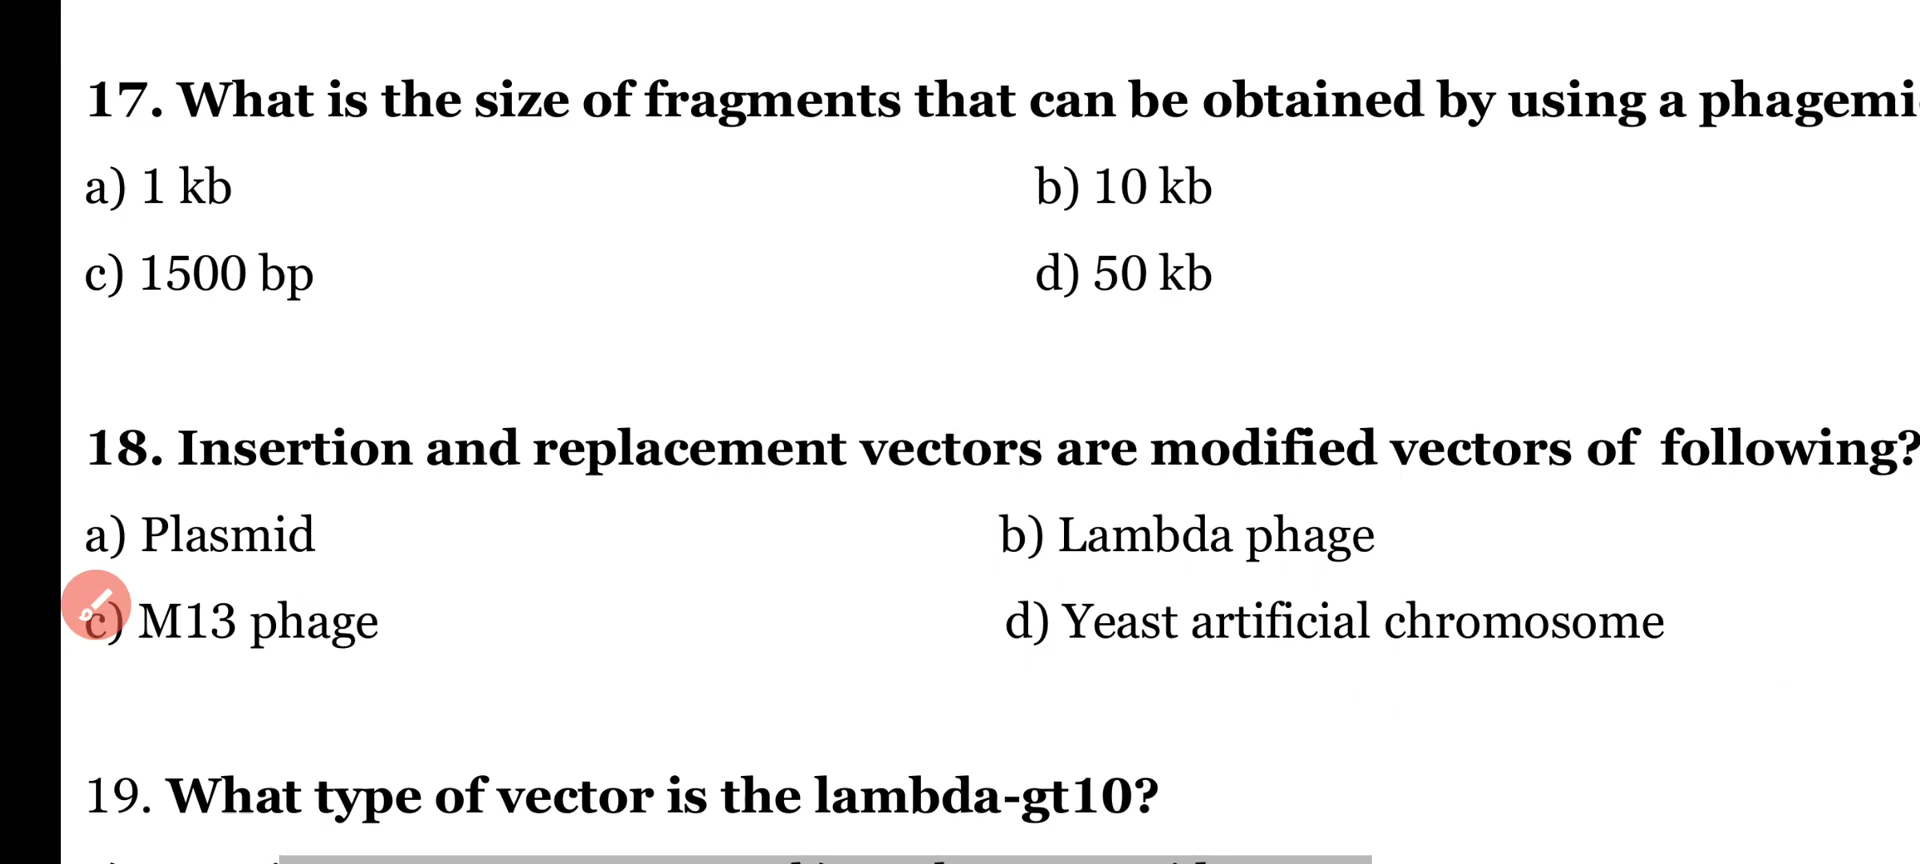 17. What is the size of fragments that can be obtained by using a
a) 1 kb
b) 10 kb
c) 1500 bp
d) 50 kb
18. Insertion and replacement vectors are modified vectors of following?
a) Plasmid
b) Lambda phage
c) M13 phage
d) Yeast artificial chromosome
19. What type of vector is the lambda-gt10?